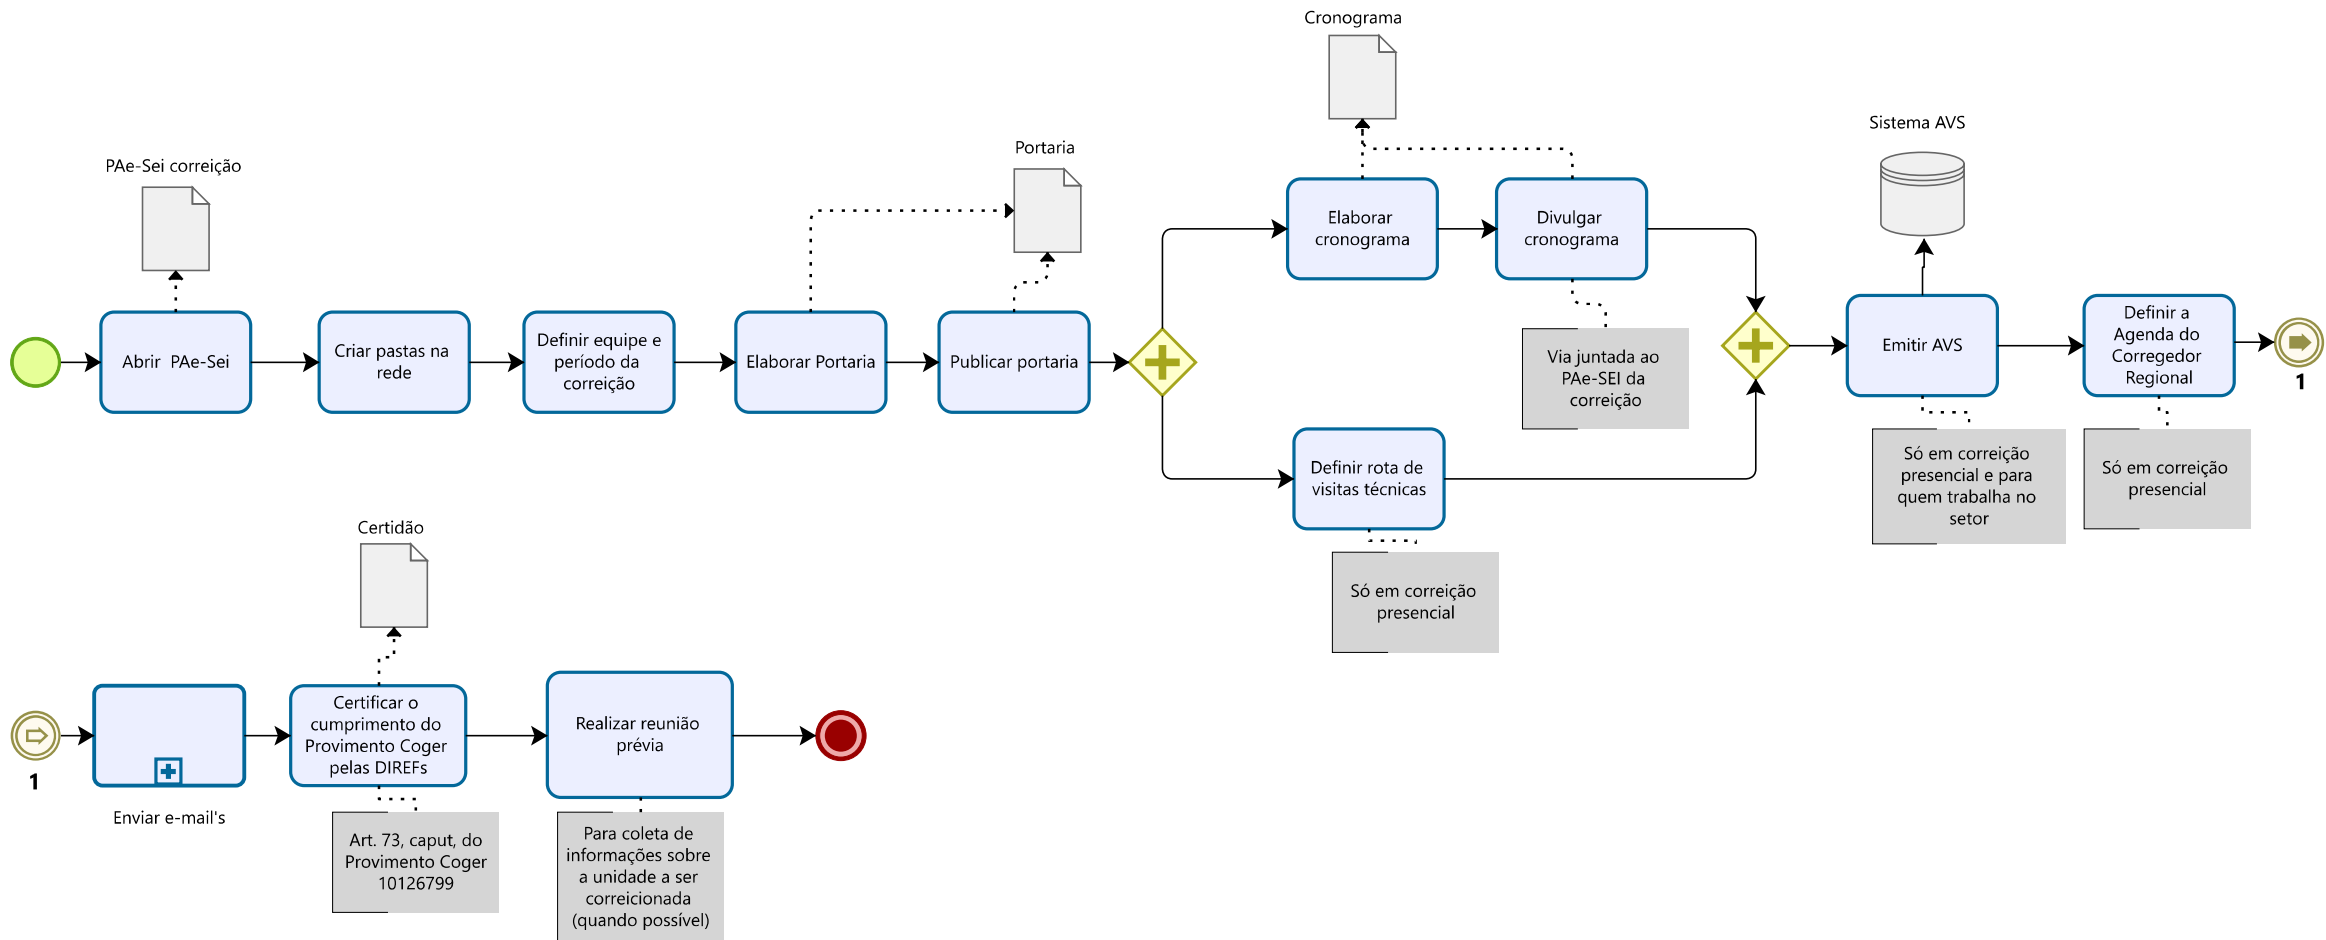 Cronograma
Sistema AVS
Portaria
PAe-Sei correição
Abrir PAe-Sei
Criar pastas na
rede
Definir equipe e
período da
correição
Elaborar Portaria
Publicar portaria
Elaborar
cronograma
Divulgar
cronograma
Via juntada ao
PAe-SEI da
correição
Definir rota de
visitas técnicas
Só em correição
presencial
Emitir AVS
Só em correição
presencial e para
quem trabalha no
setor
Definir a
Agenda do
Corregedor
Regional
Só em correição
presencial
1
1
Enviar e-mail's
Certidão
Certificar o
cumprimento do
Provimento Coger
pelas DIREFs
Art. 73, caput, do
Provimento Coger
10126799
Realizar reunião
prévia
Para coleta de
informações sobre
a unidade a ser
correicionada
(quando possível)